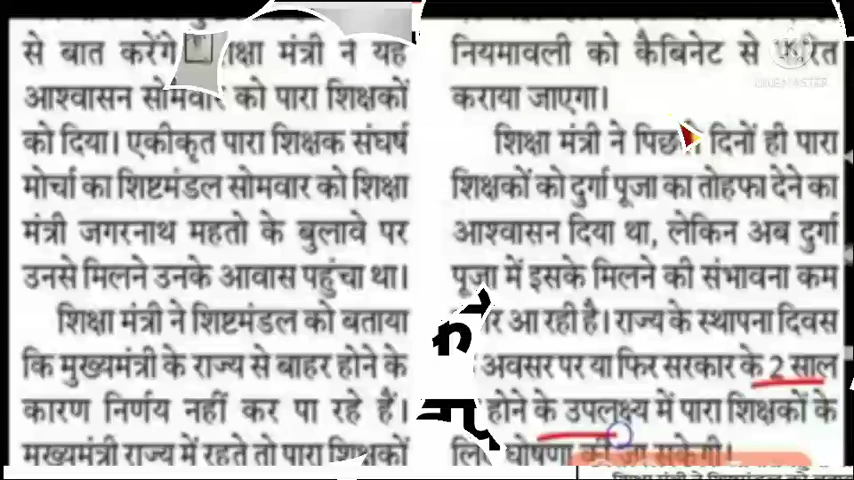 से बात करेंगे मंत्री ने यह
आश्वासन सोमवार को पारा शिक्षकों
को दिया। एकीकृत पारा शिक्षक संघर्ष
मोर्चा का शिष्टमंडल सोमवार को शिक्षा
मंत्री जगरनाथ महतो के बुलावे पर
उनसे मिलने उनके आवास पहुंचा था।
शिक्षा मंत्री ने शिष्टमंडल को बताया
कि मुख्यमंत्री के राज्य से बाहर होने के
कारण निर्णय नहीं कर पा रहे हैं।
मुख्यमंत्री राज्य में रहते तो पारा शिक्षकों
नियमावली को कैबिनेट से
कराया जाएगा।
शिक्षा मंत्री ने दिनों ही पारा
शिक्षकों को दुर्गा पूजा का तोहफा देने का
आश्वासन दिया था, लेकिन अब दुर्गा
पूजा में इसके मिलने की संभावना कम
आ रही है। राज्य के स्थापना दिवस
अवसर पर या फिर सरकार के 2 साल
होने के उपलक्ष्य में पारा शिक्षकों के
घोषणा की जा सकेगी।
KINEMASTER